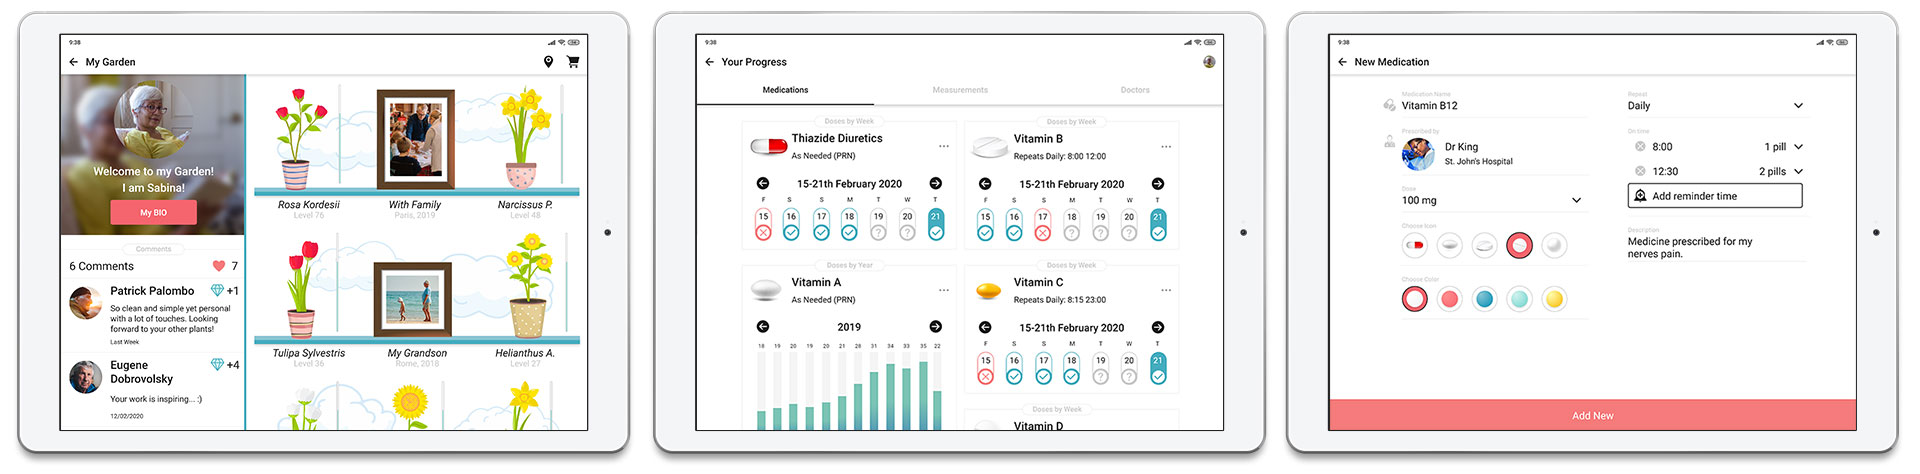 9:38
My Garden
Welcome to my Garden!
I am Sabina!
My BIO
Comments
6 Comments
7
Patrick Palombo
+1
So clean and simple yet personal
with a lot of touches. Looking
forward to your other plants!
Last Week
Eugene
Dobrovolsky
+4
Your work is inspiring... :)
12/02/2020
Rosa Kordesii
Level 76
With Family
Paris, 2019
Narcissus P.
Level 48
Tulipa Sylvestris
Level 36
My Grandson
Rome, 2018
Helianthus A.
Level 27
9:38
Your Progress
Medications
Measurements
Doctors
Doses by Week
Thiazide Diuretics
As Needed (PRN)
15-21th February 2020
F S S M T W T
15 16 17 18 19 20 21
Doses by Week
Vitamin B
Repeats Daily: 8:00 12:00
15-21th February 2020
F S S M T W T
15 16 17 18 19 20 21
Doses by Year
Vitamin A
As Needed (PRN)
2019
18 19 20 19 21 28 31 34 33 35 22
Doses by Week
Vitamin C
Repeats Daily: 8:15 23:00
15-21th February 2020
F S S M T W T
15 16 17 18 19 20 21
Doses by Week
Vitamin D
9:38
New Medication
Medication Name
Vitamin B12
Prescribed by
Dr King
St. John's Hospital
Dose
100 mg
Choose Icon
Choose Color
Repeat
Daily
On time
8:00
1 pill
12:30
2 pills
Add reminder time
Description
Medicine prescribed for my
nerves pain.
Add New